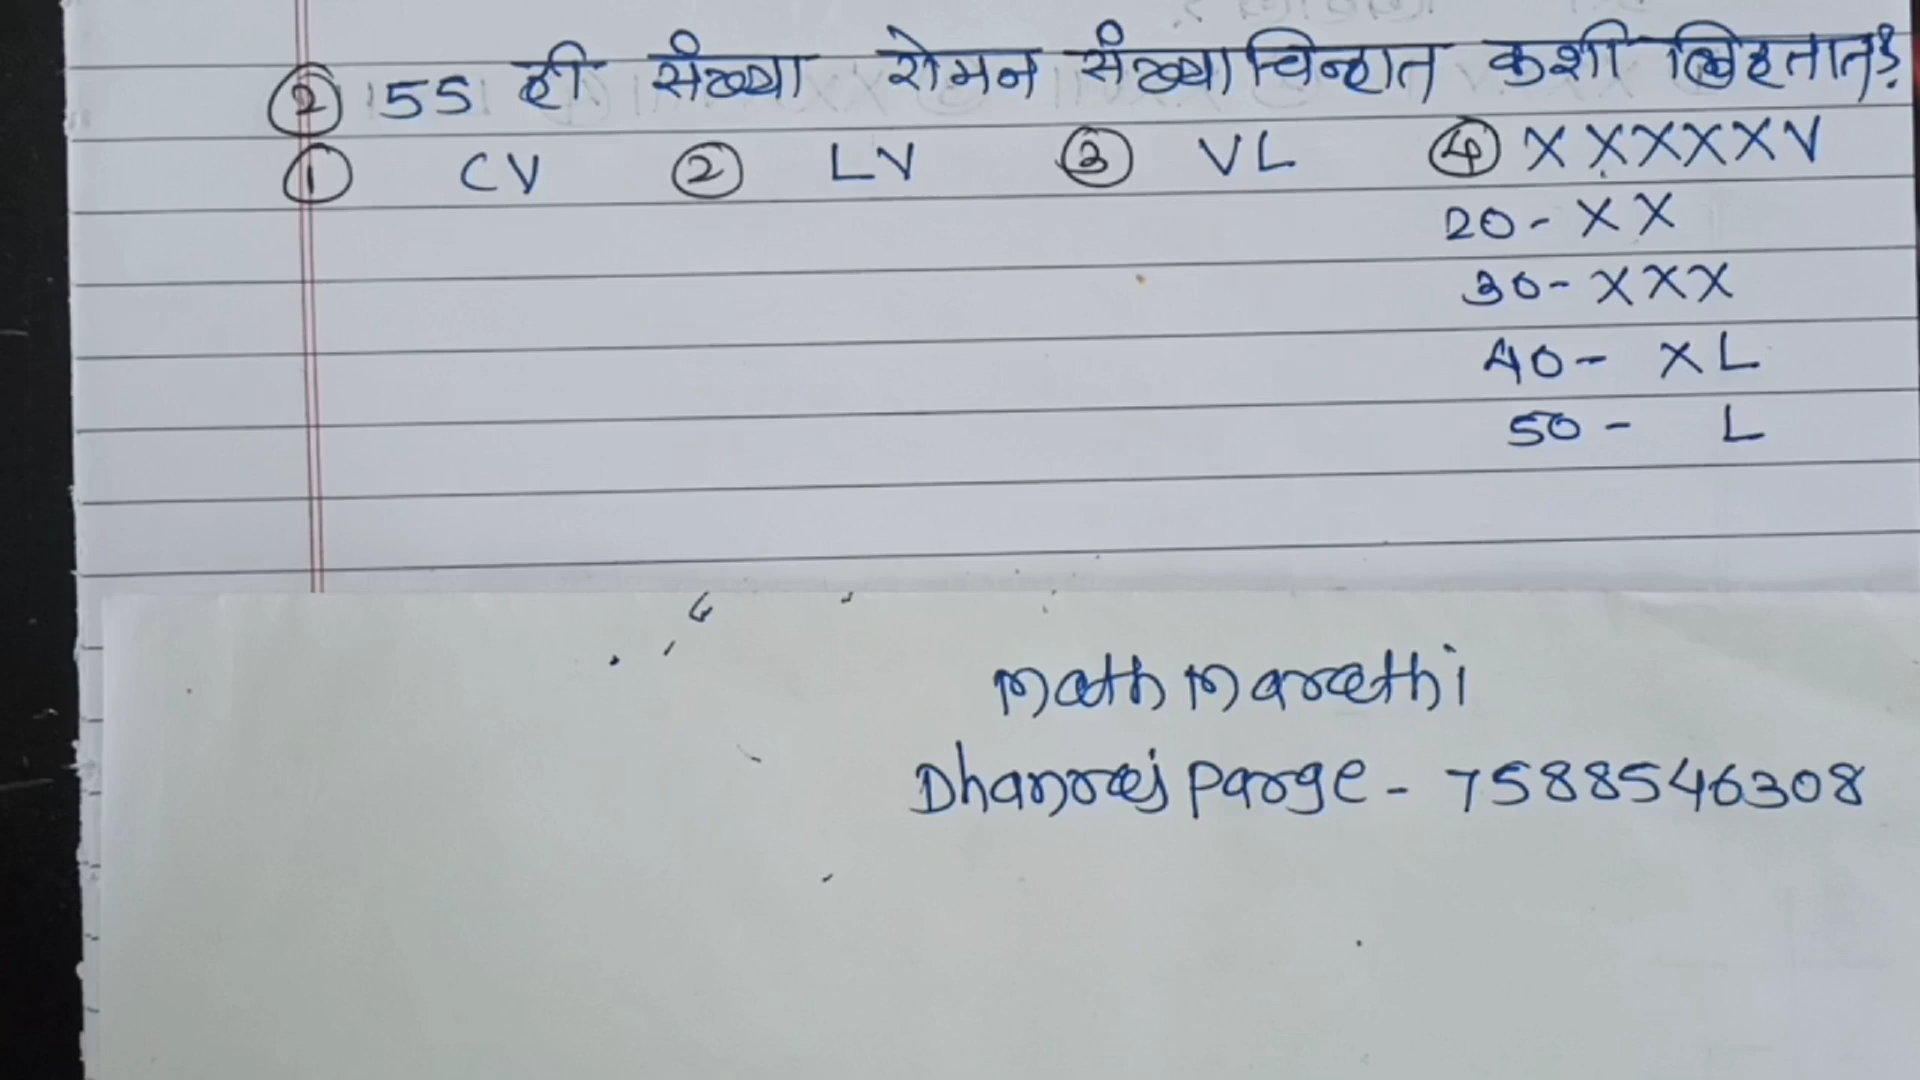 ② 55 ही संख्या रोमन संख्याचिन्हात कशी लिहतात?
① CV ② LV ③ VL ④ XXXXXV
20 - XX
30 - XXX
40 - XL
50 - L
Math Marathi
Dhanraj Parge - 7588546308